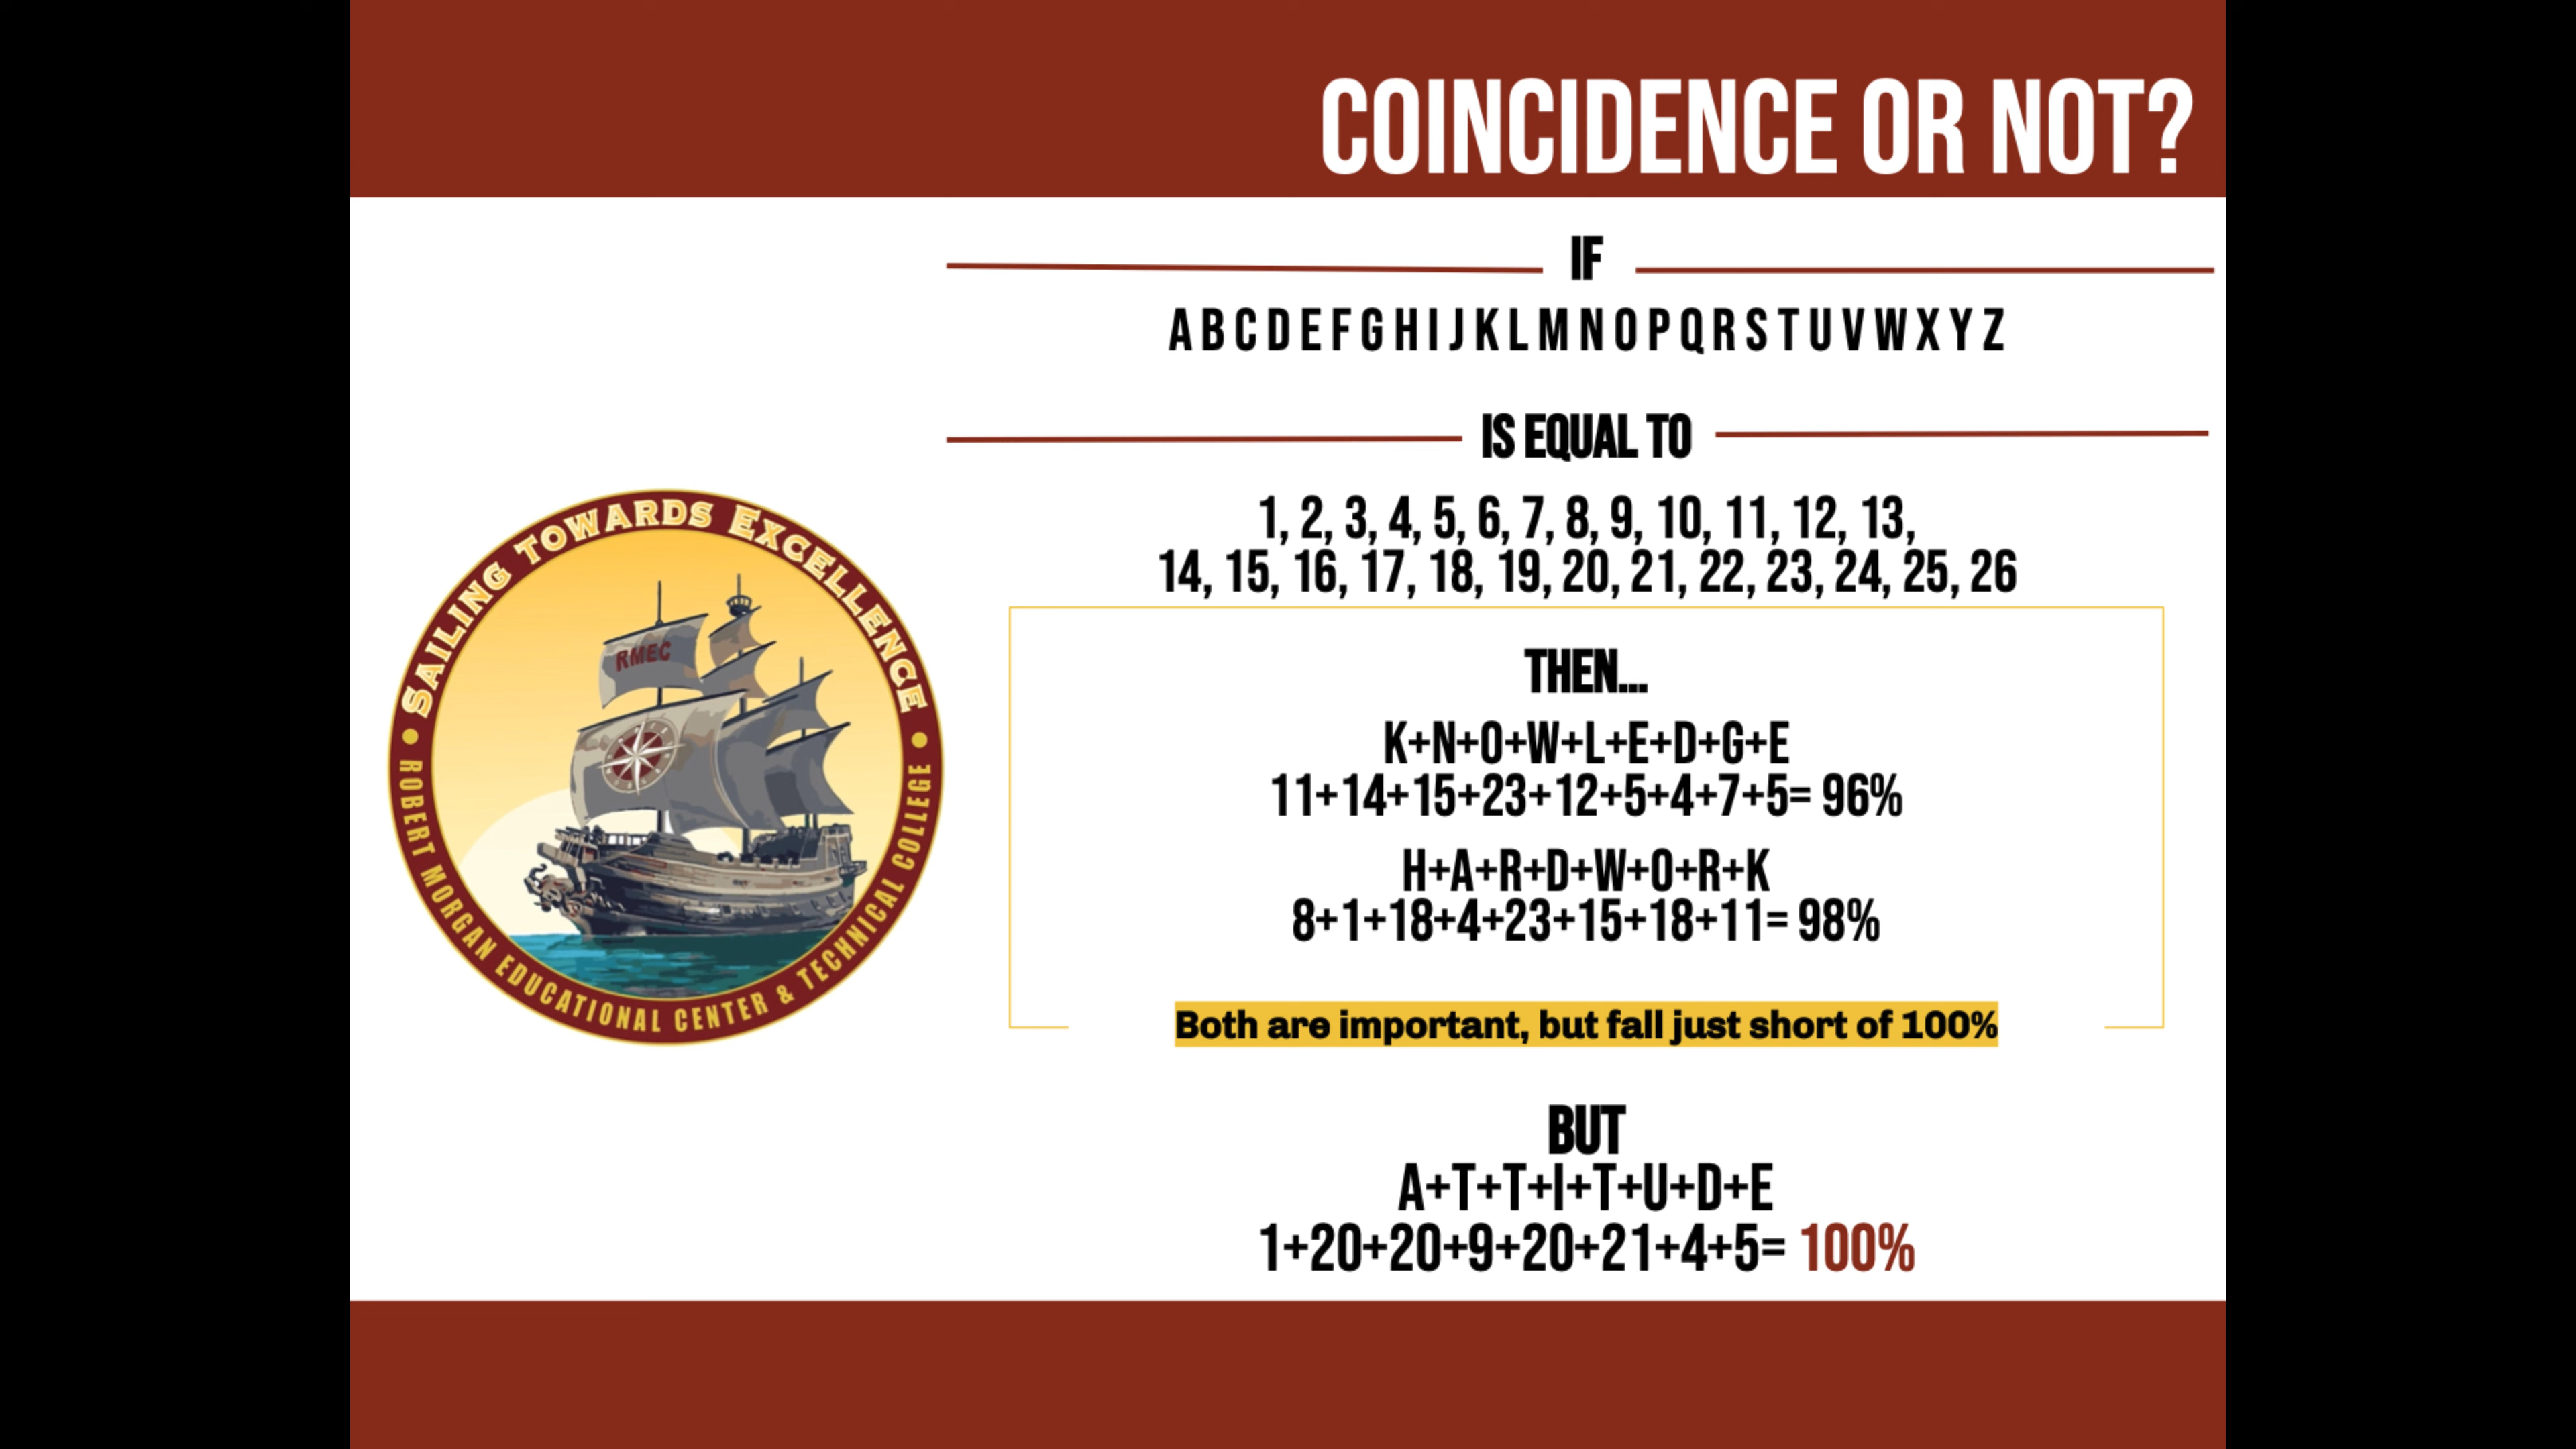 COINCIDENCE OR NOT?
IF
A B C D E F G H I J K L M N O P Q R S T U V W X Y Z
IS EQUAL TO
1, 2, 3, 4, 5, 6, 7, 8, 9, 10, 11, 12, 13,
14, 15, 16, 17, 18, 19, 20, 21, 22, 23, 24, 25, 26
THEN...
K+N+O+W+L+E+D+G+E
11+14+15+23+12+5+4+7+5= 96%
H+A+R+D+W+O+R+K
8+1+18+4+23+15+18+11= 98%
Both are important, but fall just short of 100%
BUT
A+T+T+I+T+U+D+E
1+20+20+9+20+21+4+5= 100%
SAILING TOWARDS EXCELLENCE
RMEC
ROBERT MORGAN EDUCATIONAL CENTER & TECHNICAL COLLEGE